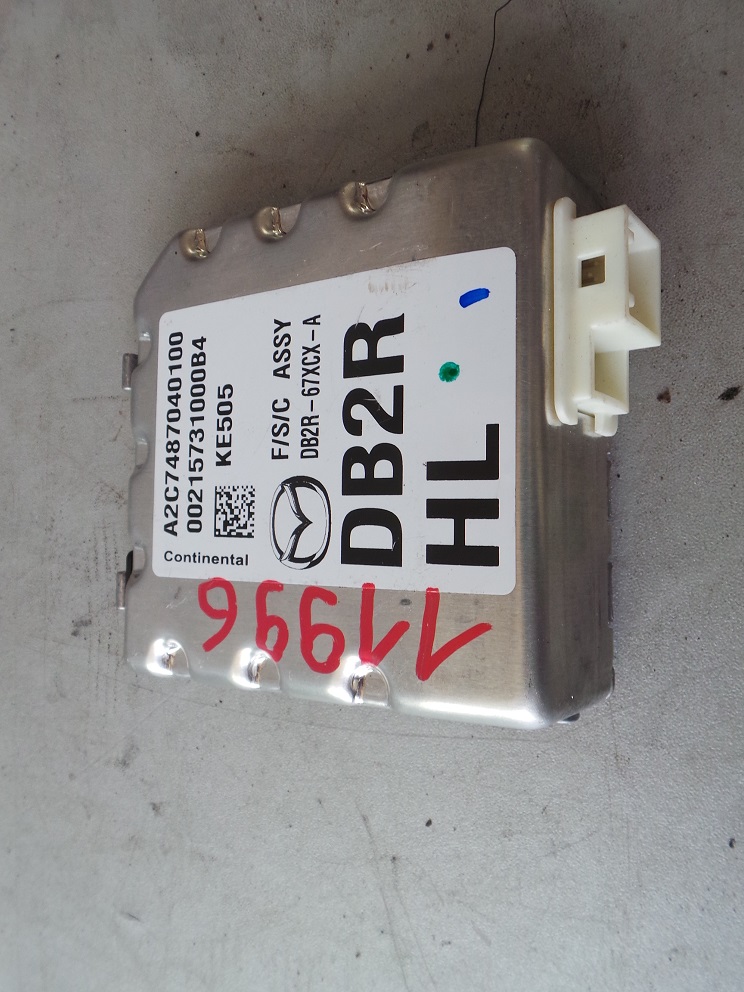 A2C7487040100
00215731000B4
KE505
Continental
F/S/C ASSY
DB2R-67XCX-A
DB2R
HL
11996